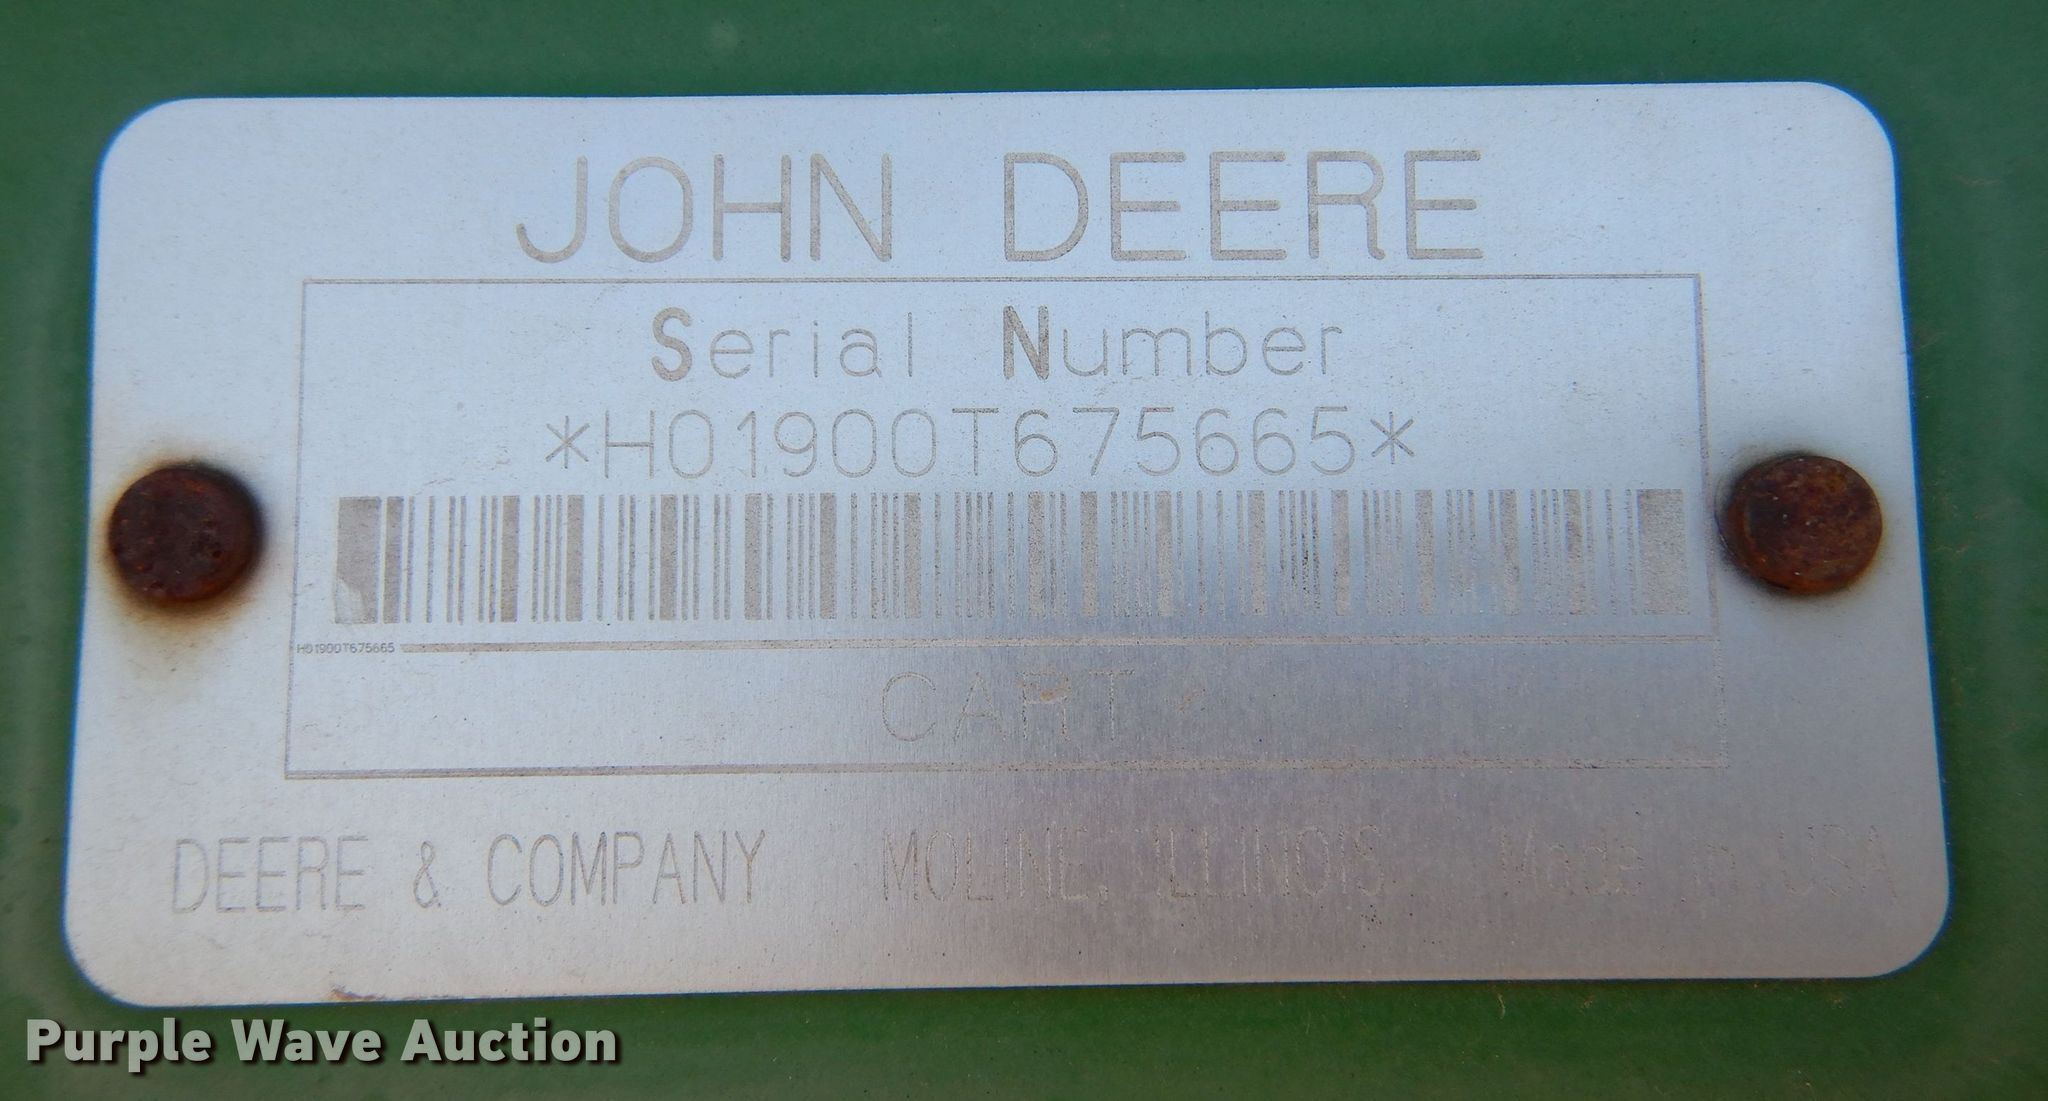 JOHN DEERE
Serial Number
*H01900T675665*
H01900T675665
CART
DEERE & COMPANY MOLINE, ILLINOIS Made in USA
Purple Wave Auction